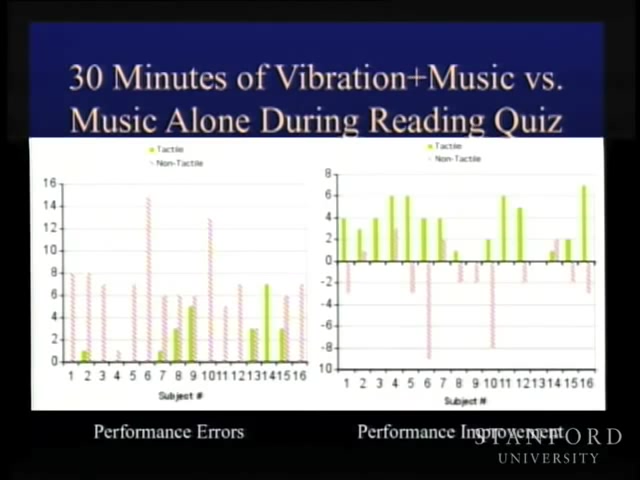 30 Minutes of Vibration+Music vs.
Music Alone During Reading Quiz
Tactile
Non-Tactile
16
14
12
10
8
6
4
2
0
1 2 3 4 5 6 7 8 9 10 11 12 13 14 15 16
Subject #
Performance Errors
Tactile
Non-Tactile
8
6
4
2
0
-2
-4
-6
-8
10
1 2 3 4 5 6 7 8 9 10 11 12 13 14 15 16
Subject #
Performance Improvement
STANFORD
UNIVERSITY